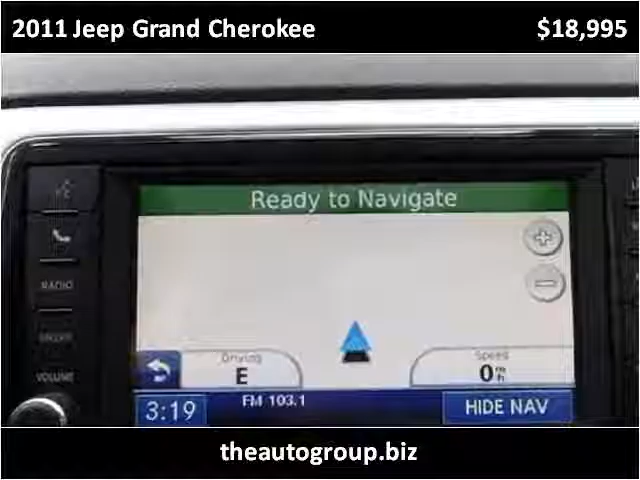 2011 Jeep Grand Cherokee $18,995
Ready to Navigate
RADIO
Driving
E
Speed
0 mh
VOLUME
3:19
FM 103.1
HIDE NAV
theautogroup.biz